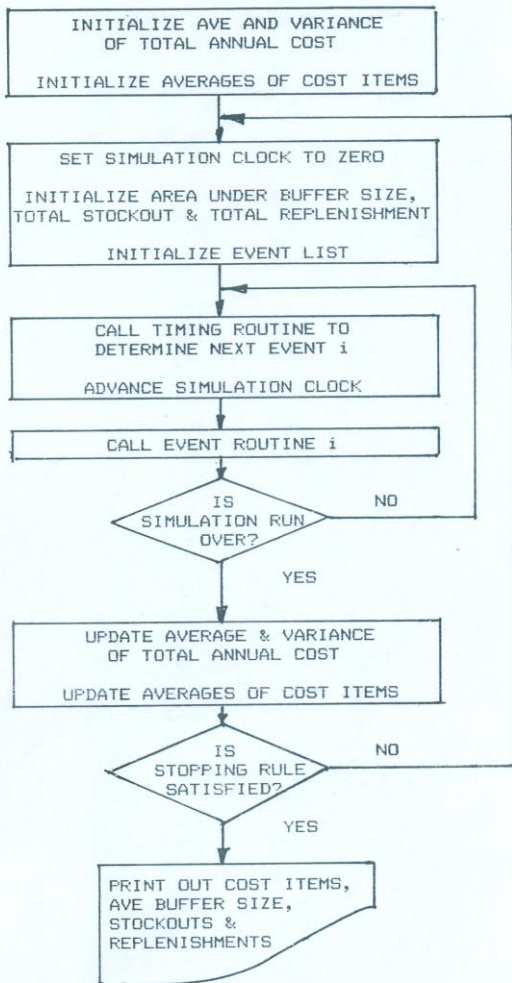 INITIALIZE AVE AND VARIANCE
OF TOTAL ANNUAL COST
INITIALIZE AVERAGES OF COST ITEMS
SET SIMULATION CLOCK TO ZERO
INITIALIZE AREA UNDER BUFFER SIZE,
TOTAL STOCKOUT & TOTAL REPLENISHMENT
INITIALIZE EVENT LIST
CALL TIMING ROUTINE TO
DETERMINE NEXT EVENT i
ADVANCE SIMULATION CLOCK
CALL EVENT ROUTINE i
IS
SIMULATION RUN
OVER?
NO
YES
UPDATE AVERAGE & VARIANCE
OF TOTAL ANNUAL COST
UPDATE AVERAGES OF COST ITEMS
IS
STOPPING RULE
SATISFIED?
NO
YES
PRINT OUT COST ITEMS,
AVE BUFFER SIZE,
STOCKOUTS &
REPLENISHMENTS